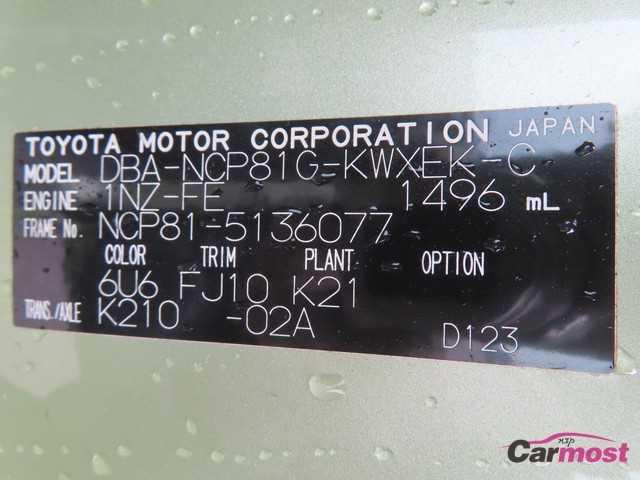 TOYOTA MOTOR CORPORATION JAPAN
MODEL DBA-NCP81G-KWXEK-C
ENGINE 1NZ-FE 1496 mL
FRAME No. NCP81-5136077
COLOR TRIM PLANT OPTION
6U6 FJ10 K21
TRANS./AXLE K210 -02A
D123
nsp
Carmost